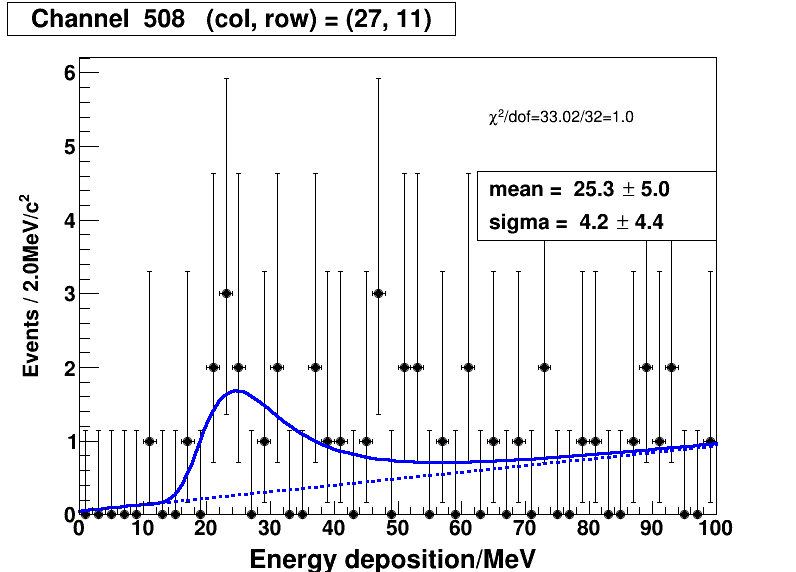 Channel 508 (col, row) = (27, 11)
χ²/dof=33.02/32=1.0
mean = 25.3 ± 5.0
sigma = 4.2 ± 4.4
Events / 2.0MeV/c²
6
5
4
3
2
1
0
0 10 20 30 40 50 60 70 80 90 100
Energy deposition/MeV